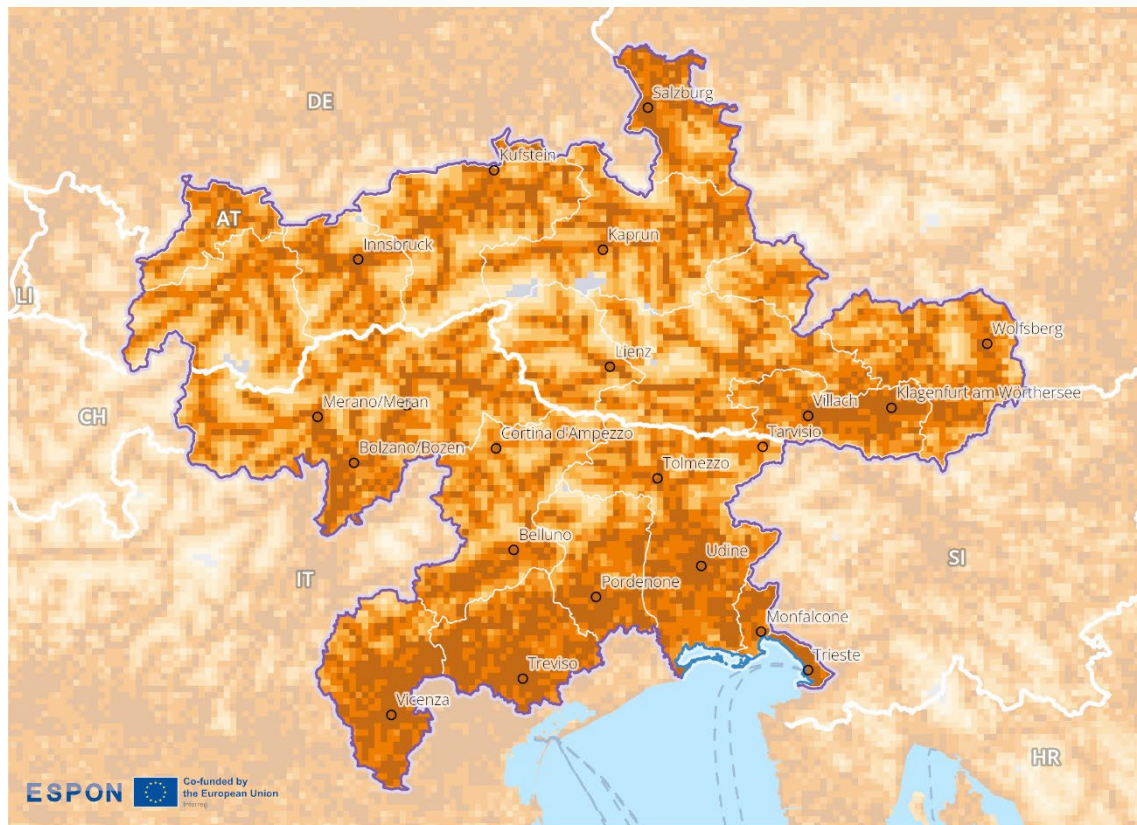 Salzburg
DE
Kufstein
AT
Innsbruck
Kaprun
LI
Wolfsberg
Lienz
CH
Merano/Meran
Villach
Klagenfurt am Wörthersee
Cortina d'Ampezzo
Tarvisio
Bolzano/Bozen
Tolmezzo
Belluno
Udine
SI
IT
Pordenone
Monfalcone
Trieste
Treviso
Vicenza
HR
ESPON
Co-funded by
the European Union
Interreg